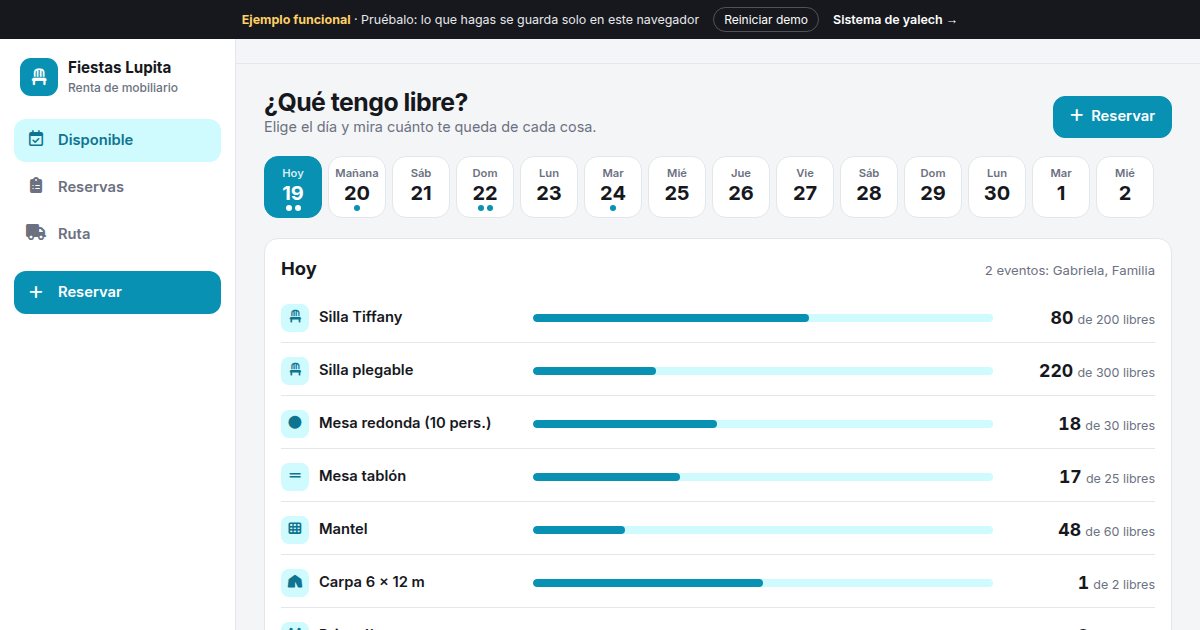 Ejemplo funcional · Pruébalo: lo que hagas se guarda solo en este navegador
Reiniciar demo
Sistema de yalech →
Fiestas Lupita
Renta de mobiliario
Disponible
Reservas
Ruta
+ Reservar
¿Qué tengo libre?
Elige el día y mira cuánto te queda de cada cosa.
+ Reservar
Hoy 19
Mañana 20
Sáb 21
Dom 22
Lun 23
Mar 24
Mié 25
Jue 26
Vie 27
Sáb 28
Dom 29
Lun 30
Mar 1
Mié 2
Hoy
2 eventos: Gabriela, Familia
Silla Tiffany 80 de 200 libres
Silla plegable 220 de 300 libres
Mesa redonda (10 pers.) 18 de 30 libres
Mesa tablón 17 de 25 libres
Mantel 48 de 60 libres
Carpa 6 × 12 m 1 de 2 libres